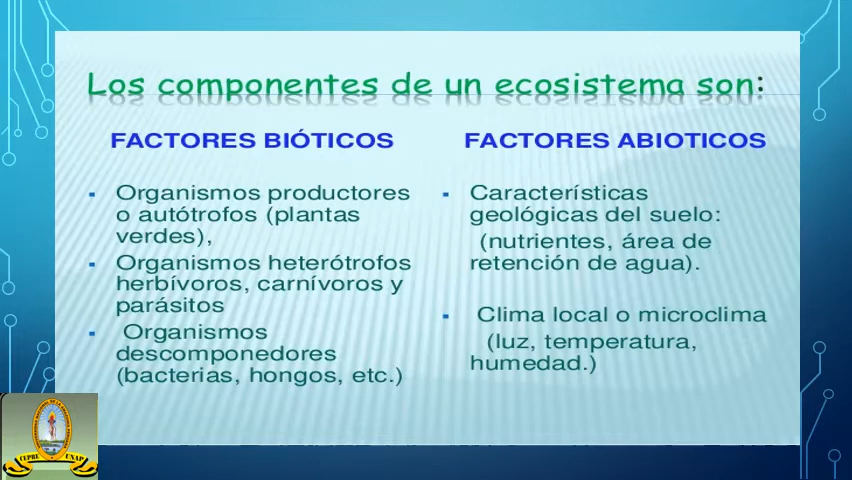 Los componentes de un ecosistema son:
FACTORES BIÓTICOS
Organismos productores
o autótrofos (plantas
verdes),
Organismos heterótrofos
herbívoros, carnívoros y
parásitos
Organismos
descomponedores
(bacterias, hongos, etc.)
FACTORES ABIOTICOS
Características
geológicas del suelo:
(nutrientes, área de
retención de agua).
Clima local o microclima
(luz, temperatura,
humedad.)
CEPRE UNAP